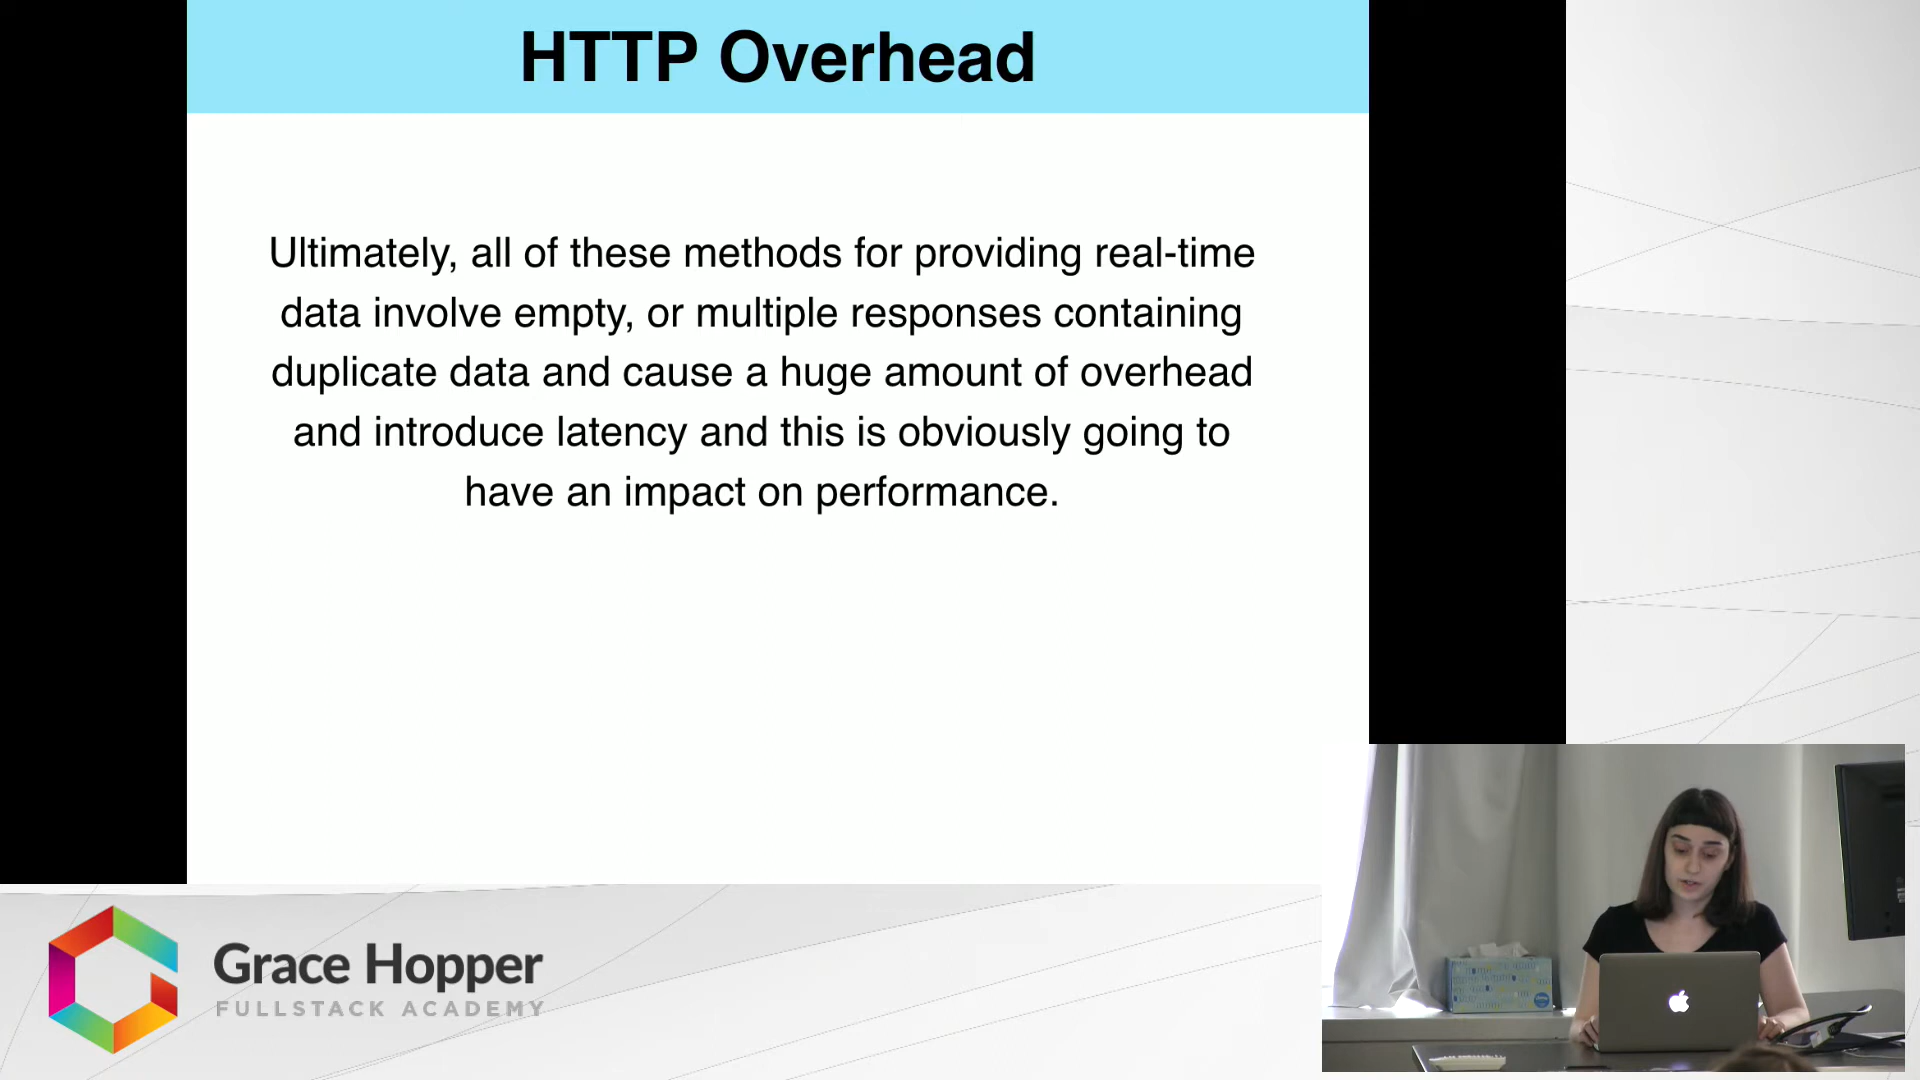 HTTP Overhead
Ultimately, all of these methods for providing real-time
data involve empty, or multiple responses containing
duplicate data and cause a huge amount of overhead
and introduce latency and this is obviously going to
have an impact on performance.
Grace Hopper
FULLSTACK ACADEMY